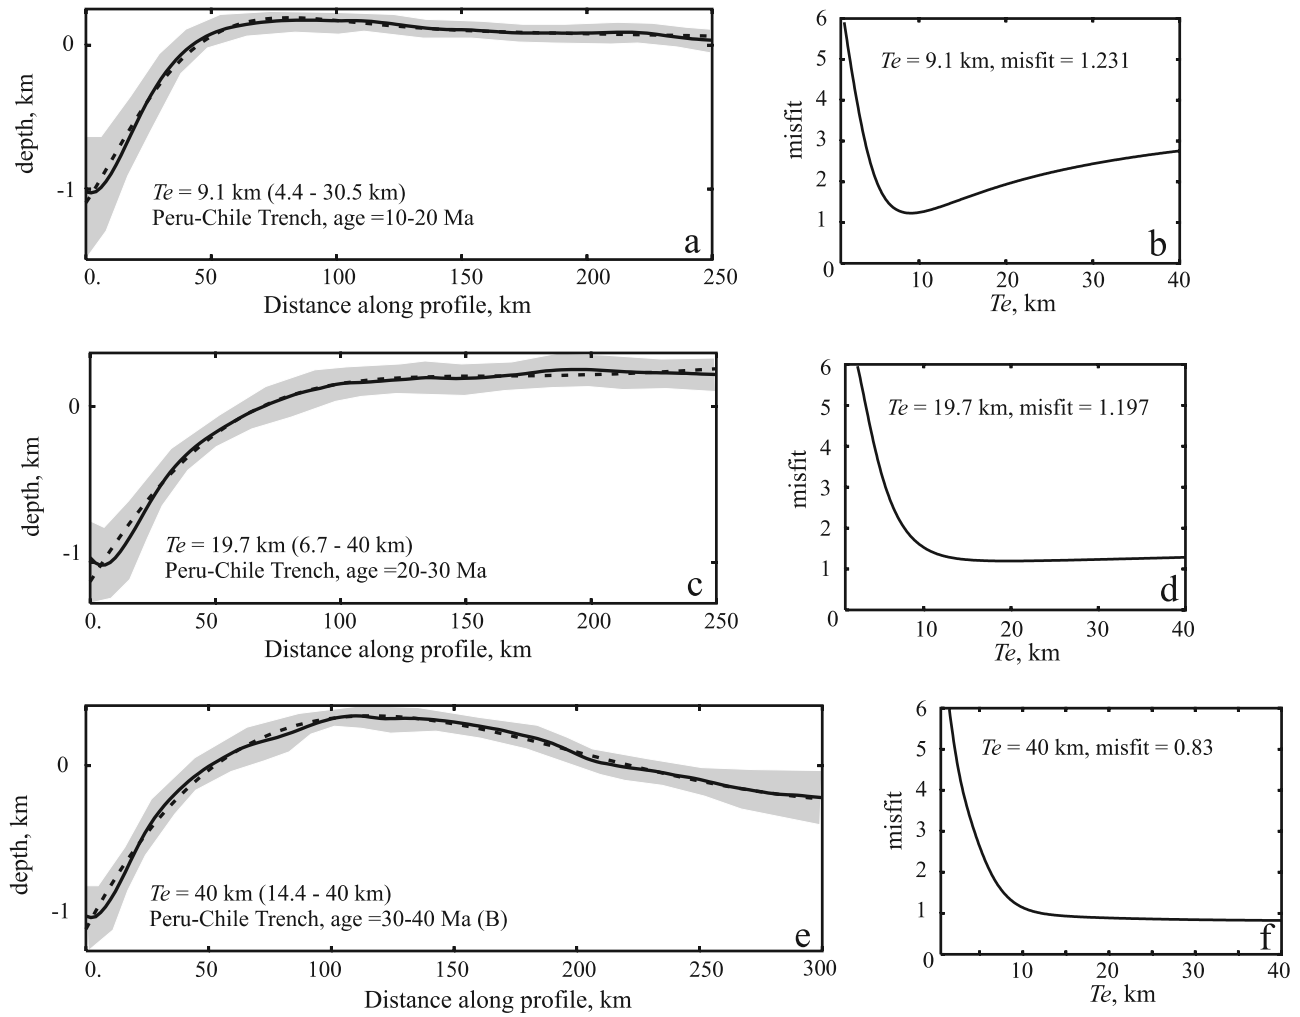 0
-1
depth, km
Te = 9.1 km (4.4 - 30.5 km)
Peru-Chile Trench, age =10-20 Ma
a
0. 50 100 150 200 250
Distance along profile, km
6
5
4
3
2
1
0
misfit
Te = 9.1 km, misfit = 1.231
b
10 20 30 40
Te, km
0
-1
depth, km
Te = 19.7 km (6.7 - 40 km)
Peru-Chile Trench, age =20-30 Ma
c
0. 50 100 150 200 250
Distance along profile, km
6
5
4
3
2
1
0
misfit
Te = 19.7 km, misfit = 1.197
d
10 20 30 40
Te, km
0
-1
depth, km
Te = 40 km (14.4 - 40 km)
Peru-Chile Trench, age =30-40 Ma (B)
e
0. 50 100 150 200 250 300
Distance along profile, km
6
5
4
3
2
1
0
misfit
Te = 40 km, misfit = 0.83
f
10 20 30 40
Te, km